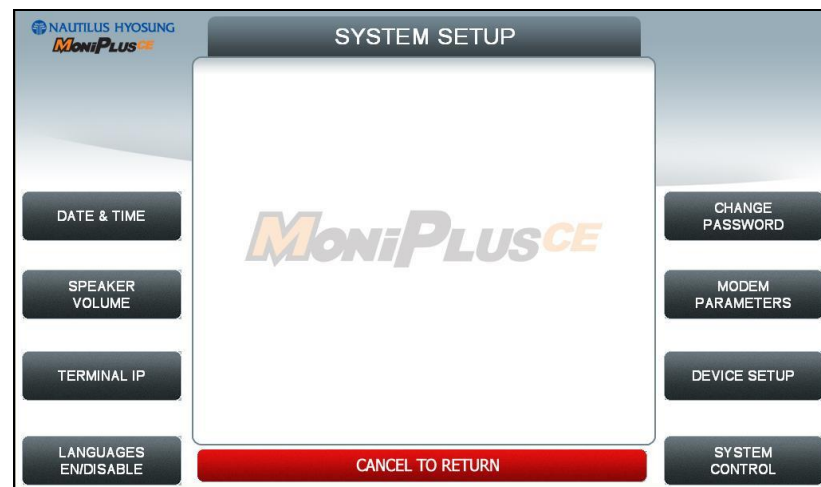 NAUTILUS HYOSUNG
MoniPlusCE
SYSTEM SETUP
MoniPlusCE
DATE & TIME
SPEAKER
VOLUME
TERMINAL IP
LANGUAGES
EN/DISABLE
CHANGE
PASSWORD
MODEM
PARAMETERS
DEVICE SETUP
SYSTEM
CONTROL
CANCEL TO RETURN